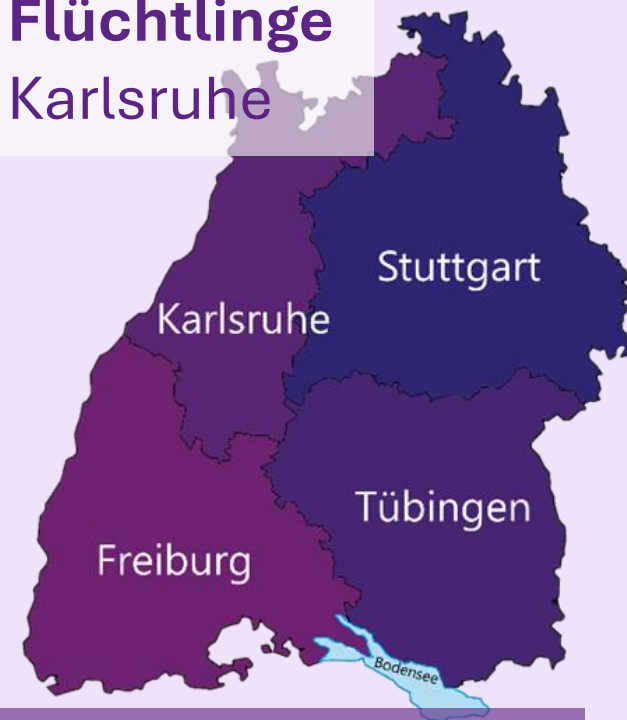 Flüchtlinge
Karlsruhe
Stuttgart
Karlsruhe
Tübingen
Freiburg
Bodensee